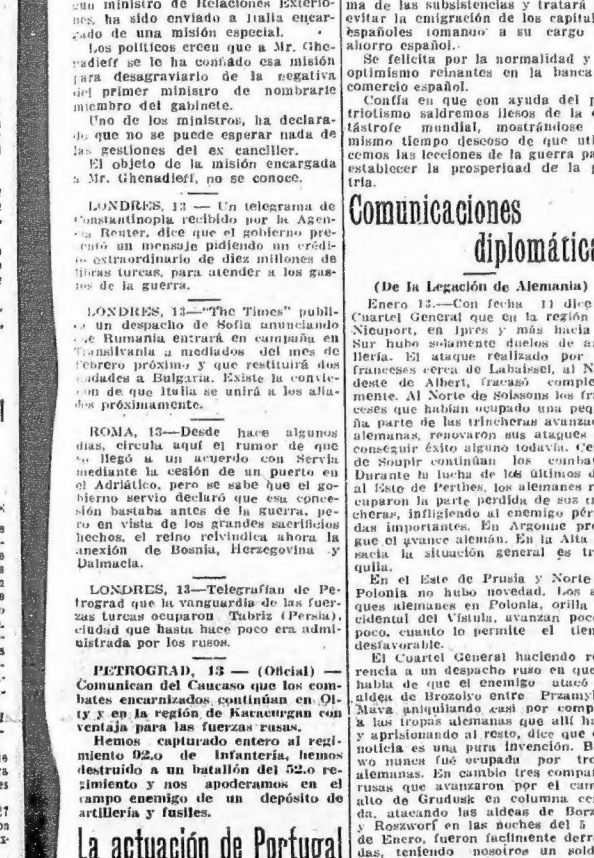 ministro de Relaciones Exterio-
ha sido enviado a Italia encar-
gado de una misión especial.
Los políticos creen que a Mr. Ghe-
nadieff se le ha confiado esa misión
para desagraviarlo de la negativa
del primer ministro de nombrarle
miembro del gabinete.
Uno de los ministros, ha declara-
do que no se puede esperar nada de
las gestiones del ex canciller.
El objeto de la misión encargada
a Mr. Ghenadieff, no se conoce.
LONDRES, 13 — Un telegrama de
Constantinopla recibido por la Agen-
cia Reuter, dice que el gobierno pre-
sentó un mensaje pidiendo un crédi-
to extraordinario de diez millones de
libras turcas, para atender a los gas-
tos de la guerra.
LONDRES, 13—"The Times" publi-
un despacho de Sofia anunciando
Rumania entrará en campaña en
Transilvania a mediados del mes de
febrero próximo y que restituirá dos
ciudades a Bulgaria. Existe la convic-
ción de que Italia se unirá a los alia-
dos próximamente.
ROMA, 13—Desde hace algunos
días, circula aquí el rumor de que
se llegó a un acuerdo con Servia
mediante la cesión de un puerto en
el Adriático, pero se sabe que el go-
bierno servio declaró que esa conce-
sión bastaba antes de la guerra, pe-
ro en vista de los grandes sacrificios
hechos, el reino reivindica ahora la
anexión de Bosnia, Herzegovina y
Dalmacia.
LONDRES, 13—Telegrafían de Pe-
trograd que la vanguardia de las fuer-
zas turcas ocuparon Tabriz (Persia),
ciudad que hasta hace poco era admi-
nistrada por los rusos.
PETROGRAD, 13 — (Oficial) —
Comunican del Caucaso que los com-
bates encarnizados continúan en Ol-
ty y en la región de Karacurgan con
ventaja para las fuerzas rusas.
Hemos capturado entero al regi-
miento 92.o de Infantería, hemos
destruido a un batallón del 52.o re-
gimiento y nos apoderamos en el
campo enemigo de un depósito de
artillería y fusiles.
La actuación de Portugal
ma de las subsistencias y tratará
evitar la emigración de los capital
españoles tomando a su cargo
ahorro español.
Se felicita por la normalidad y
optimismo reinantes en la banca
comercio español.
Confía en que con ayuda del p
triotismo saldremos ilesos de la
tástrofe mundial, mostrándose
mismo tiempo deseoso de que uti
cemos las lecciones de la guerra pa
establecer la prosperidad de la
tria.
Comunicaciones
diplomática
(De la Legación de Alemania)
Enero 13.—Con fecha 11 dice
Cuartel General que en la región
Nieuport, en Ipres y más hacia
Sur hubo solamente duelos de a
llería. El ataque realizado por
franceses cerca de Labaissel, al N
deste de Albert, fracasó comple
mente. Al Norte de Soissons los fra
ceses que habían ocupado una peq
ña parte de las trincheras avanzad
alemanas, renovaron sus ataques
conseguir éxito alguno todavía. Ce
de Soupir continúan los comba
Durante la lucha de los últimos d
al Este de Perthes, los alemanes r
cuparon la parte perdida de sus tr
cheras, infligiendo al enemigo pér
das importantes. En Argonne pro
gue el avance alemán. En la Alta
sacia la situación general es tr
quila.
En el Este de Prusia y Norte
Polonia no hubo novedad. Los a
ques alemanes en Polonia, orilla
cidental del Vístula, avanzan poco
poco, cuanto lo permite el tiem
desfavorable.
El Cuartel General haciendo re
rencia a un despacho ruso en que
habla de que el enemigo atacó
aldea de Brozolvo entre Przamyl
Mava aniquilando casi por comp
a las tropas alemanas que allí ha
y aprisionando al resto, dice que
noticia es una pura invención. B
wo nunca fué ocupada por tro
alemanas. En cambio tres compañ
rusas que avanzaron por el cam
alto de Grudusk en columna ce
da, atacando las aldeas de Borz
y Roszworf en las noches del 5
de Enero, fueron facilmente derro
das, teniendo nosotros un sold